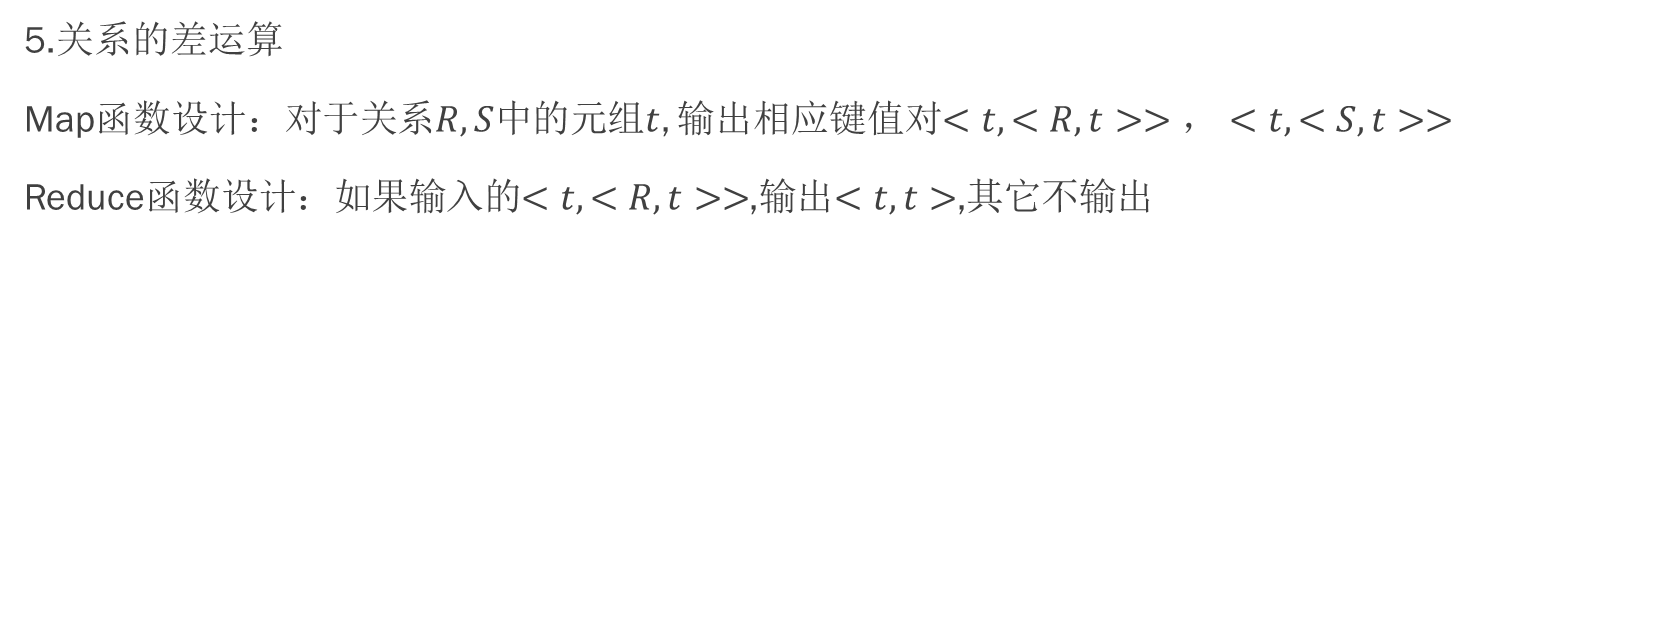 5.关系的差运算
Map函数设计：对于关系R,S中的元组t,输出相应键值对< t,< R,t >>， < t,< S,t >>
Reduce函数设计：如果输入的< t,< R,t >>,输出< t,t >,其它不输出